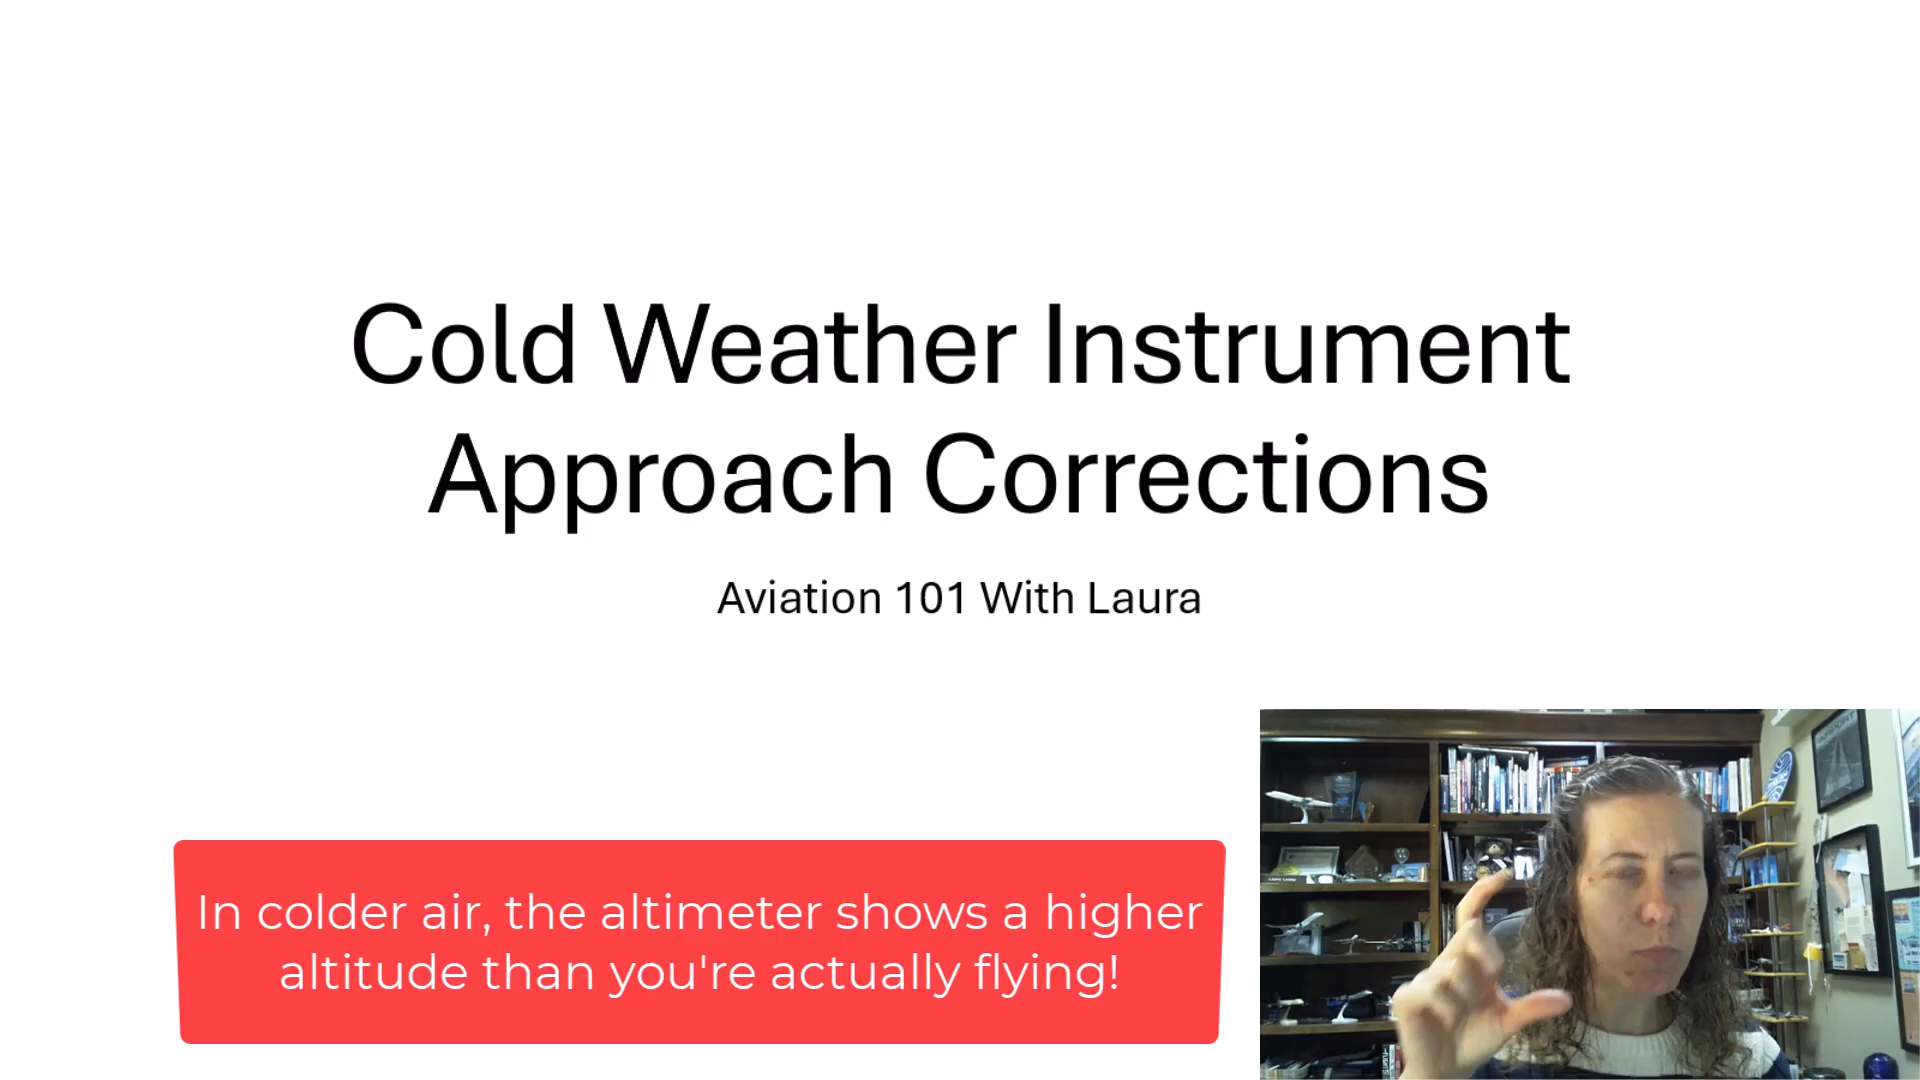 Cold Weather Instrument
Approach Corrections
Aviation 101 With Laura
In colder air, the altimeter shows a higher
altitude than you're actually flying!